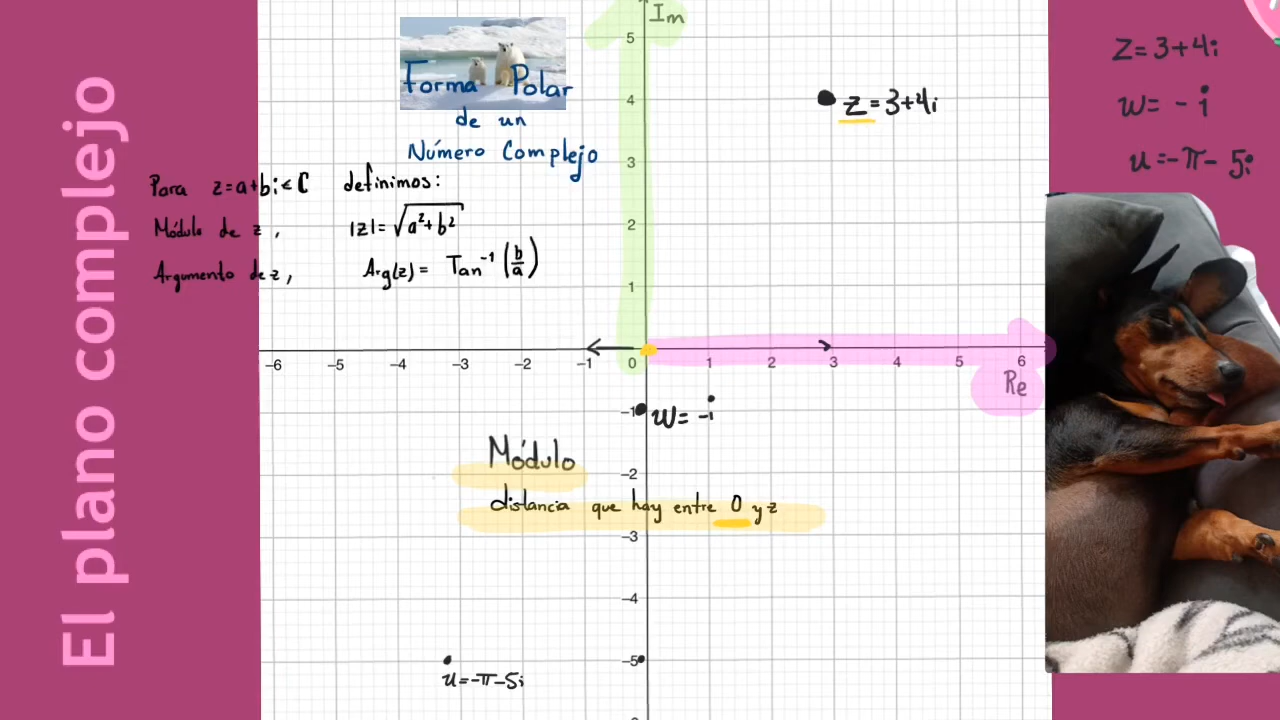 El plano complejo
Forma Polar
de un
Número Complejo
Para z=a+bi∈ℂ definimos:
Módulo de z, |z|=√(a²+b²)
Argumento de z, Arg(z)= Tan⁻¹(b/a)
Im
5
4
3
2
1
z=3+4i
-6 -5 -4 -3 -2 -1 0 1 2 3 4 5 6
Re
-1
w= -i
Módulo
-2
distancia que hay entre 0 y z
-3
-4
-5
u=-π-5i
z=3+4i
w= -i
u=-π-5i